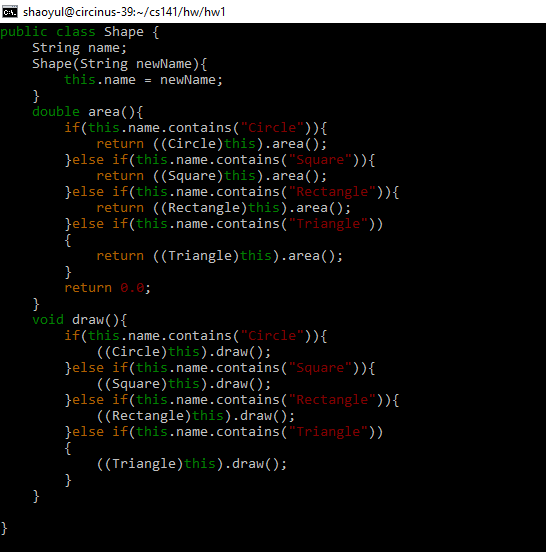 shaoyul@circinus-39:~/cs141/hw/hw1
public class Shape {
    String name;
    Shape(String newName){
        this.name = newName;
    }
    double area(){
        if(this.name.contains("Circle")){
            return ((Circle)this).area();
        }else if(this.name.contains("Square")){
            return ((Square)this).area();
        }else if(this.name.contains("Rectangle")){
            return ((Rectangle)this).area();
        }else if(this.name.contains("Triangle"))
        {
            return ((Triangle)this).area();
        }
        return 0.0;
    }
    void draw(){
        if(this.name.contains("Circle")){
            ((Circle)this).draw();
        }else if(this.name.contains("Square")){
            ((Square)this).draw();
        }else if(this.name.contains("Rectangle")){
            ((Rectangle)this).draw();
        }else if(this.name.contains("Triangle"))
        {
            ((Triangle)this).draw();
        }
    }

}